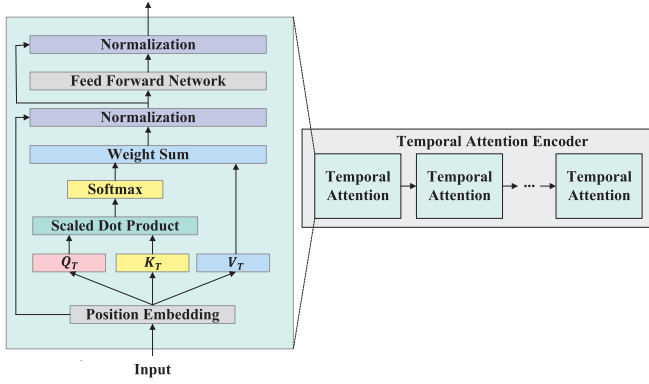 Normalization
Feed Forward Network
Normalization
Weight Sum
Softmax
Scaled Dot Product
Q_T
K_T
V_T
Position Embedding
Input
Temporal Attention Encoder
Temporal
Attention
Temporal
Attention
...
Temporal
Attention